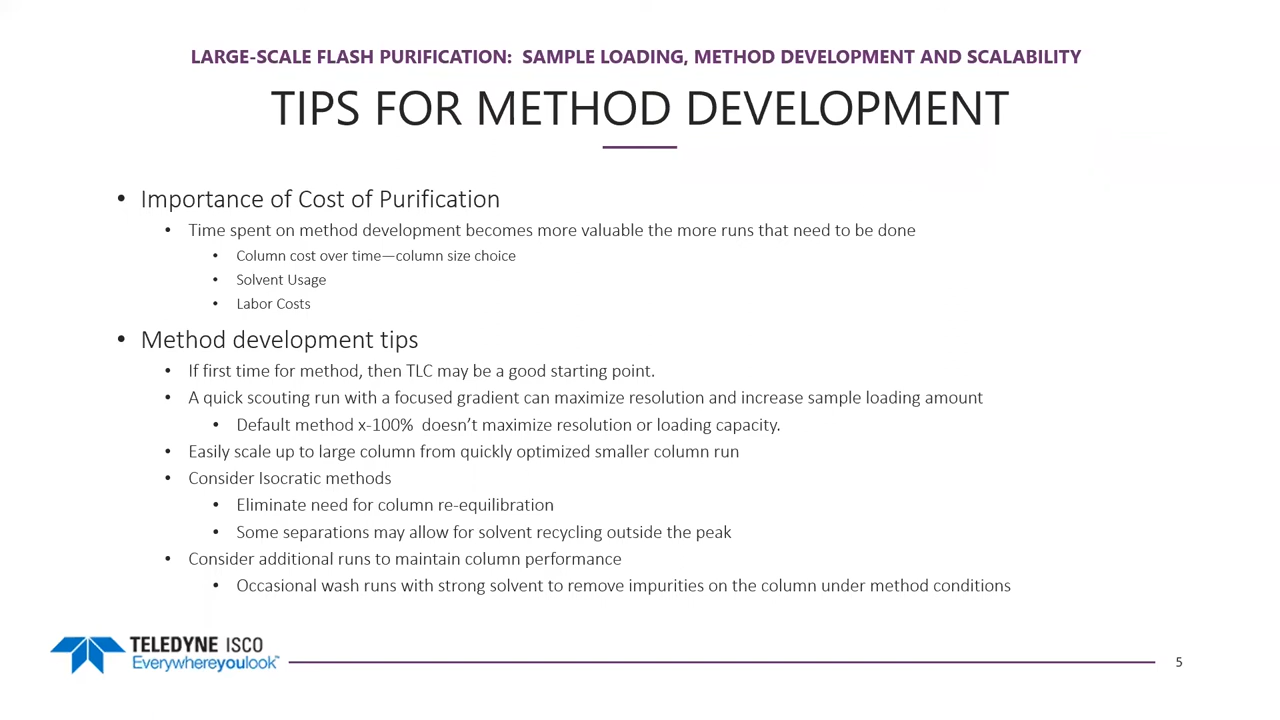 LARGE-SCALE FLASH PURIFICATION: SAMPLE LOADING, METHOD DEVELOPMENT AND SCALABILITY
TIPS FOR METHOD DEVELOPMENT
• Importance of Cost of Purification
• Time spent on method development becomes more valuable the more runs that need to be done
• Column cost over time—column size choice
• Solvent Usage
• Labor Costs
• Method development tips
• If first time for method, then TLC may be a good starting point.
• A quick scouting run with a focused gradient can maximize resolution and increase sample loading amount
• Default method x-100% doesn’t maximize resolution or loading capacity.
• Easily scale up to large column from quickly optimized smaller column run
• Consider Isocratic methods
• Eliminate need for column re-equilibration
• Some separations may allow for solvent recycling outside the peak
• Consider additional runs to maintain column performance
• Occasional wash runs with strong solvent to remove impurities on the column under method conditions
TELEDYNE ISCO
Everywhereyoulook™
5